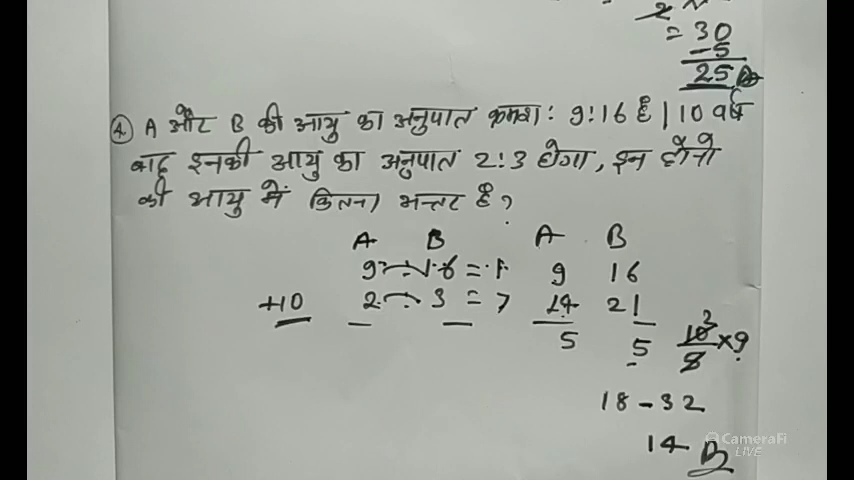 = 30
-5
25
4. A और B की आयु का अनुपात क्रमशः 9:16 है | 10 वर्ष
बाद इनकी आयु का अनुपात 2:3 होगा, इन दोनो
की आयु में कितना अन्तर है?
A B A B
9 : 16 = 1 9 16
+10 2 : 3 = 7 14 21
5 5 10/5 2 × 9
18 - 32
14
CameraFi
LIVE